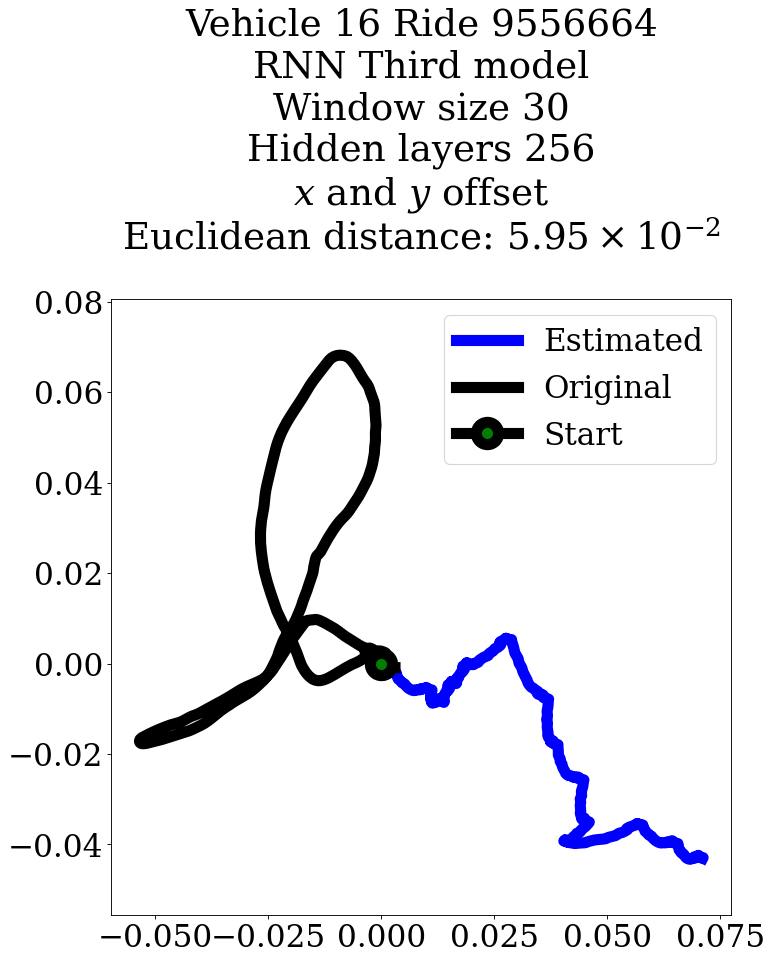 Vehicle 16 Ride 9556664
RNN Third model
Window size 30
Hidden layers 256
x and y offset
Euclidean distance: 5.95 × 10⁻²
Estimated
Original
Start
0.08
0.06
0.04
0.02
0.00
−0.02
−0.04
−0.050 −0.025 0.000 0.025 0.050 0.075